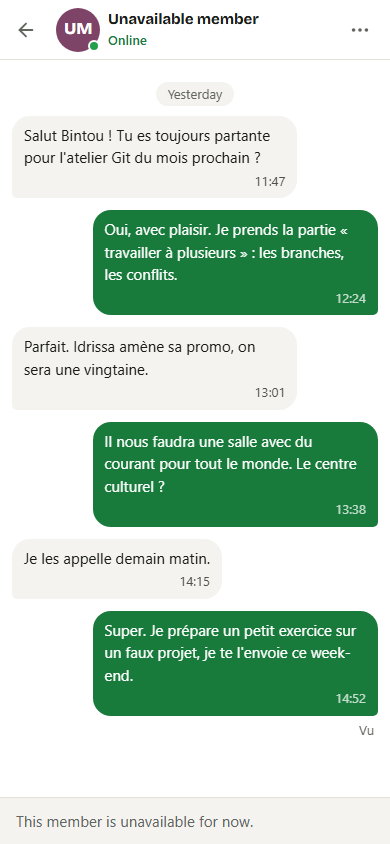 UM
Unavailable member
Online
Yesterday
Salut Bintou ! Tu es toujours partante
pour l'atelier Git du mois prochain ?
11:47
Oui, avec plaisir. Je prends la partie «
travailler à plusieurs » : les branches,
les conflits.
12:24
Parfait. Idrissa amène sa promo, on
sera une vingtaine.
13:01
Il nous faudra une salle avec du
courant pour tout le monde. Le centre
culturel ?
13:38
Je les appelle demain matin.
14:15
Super. Je prépare un petit exercice sur
un faux projet, je te l'envoie ce week-
end.
14:52
Vu
This member is unavailable for now.